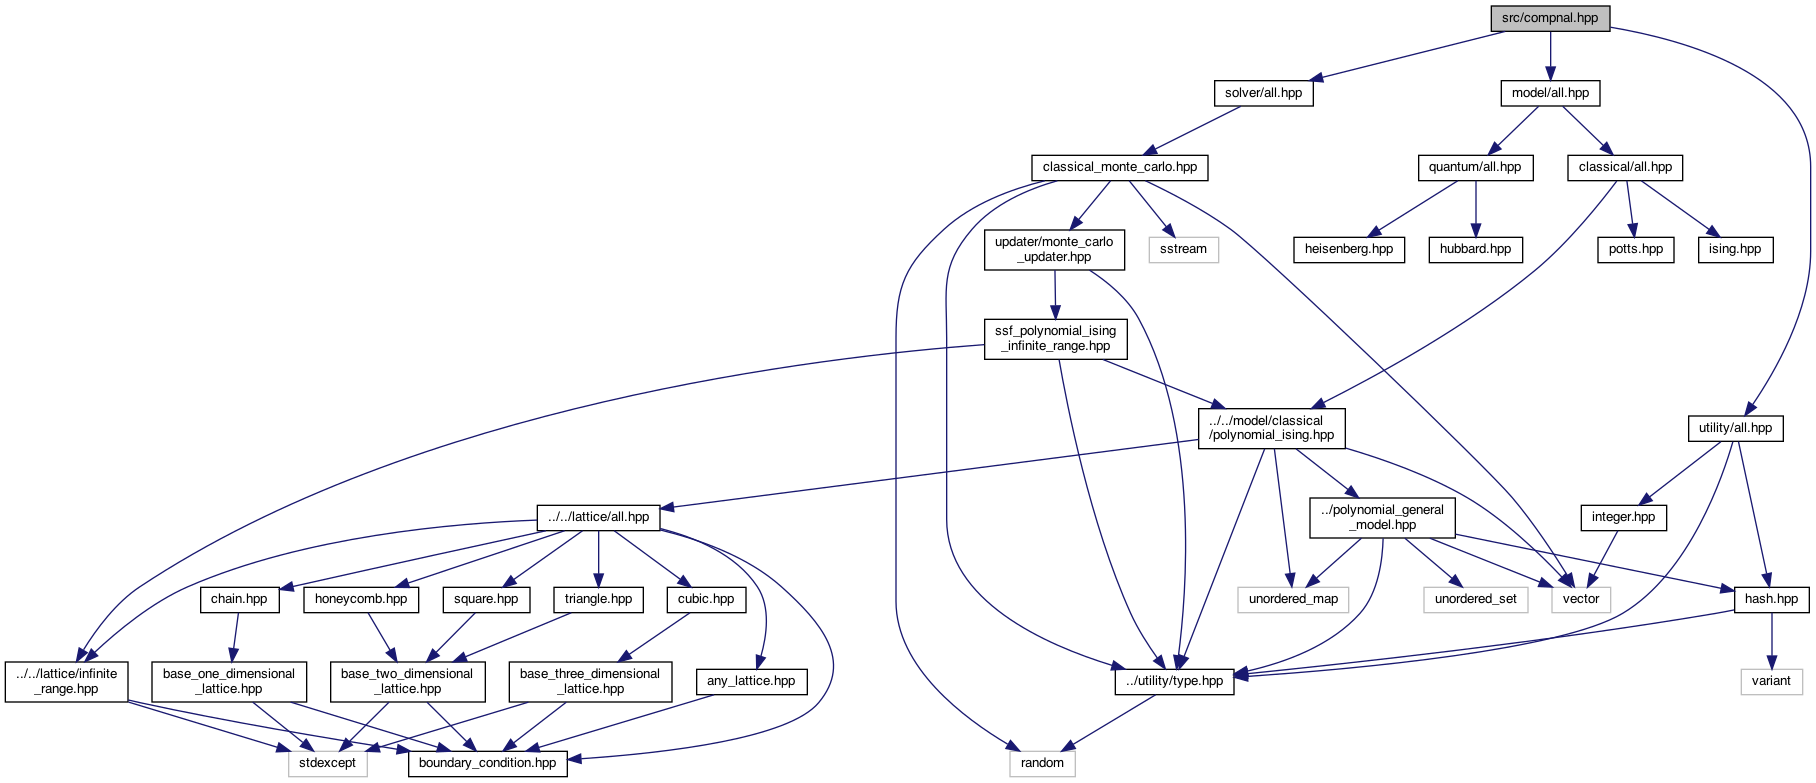 src/compnal.hpp
solver/all.hpp
model/all.hpp
classical_monte_carlo.hpp
quantum/all.hpp
classical/all.hpp
updater/monte_carlo
_updater.hpp
sstream
heisenberg.hpp
hubbard.hpp
potts.hpp
ising.hpp
ssf_polynomial_ising
_infinite_range.hpp
../../model/classical
/polynomial_ising.hpp
utility/all.hpp
../../lattice/all.hpp
../polynomial_general
_model.hpp
integer.hpp
chain.hpp
honeycomb.hpp
square.hpp
triangle.hpp
cubic.hpp
unordered_map
unordered_set
vector
hash.hpp
../../lattice/infinite
_range.hpp
base_one_dimensional
_lattice.hpp
base_two_dimensional
_lattice.hpp
base_three_dimensional
_lattice.hpp
any_lattice.hpp
../utility/type.hpp
variant
stdexcept
boundary_condition.hpp
random